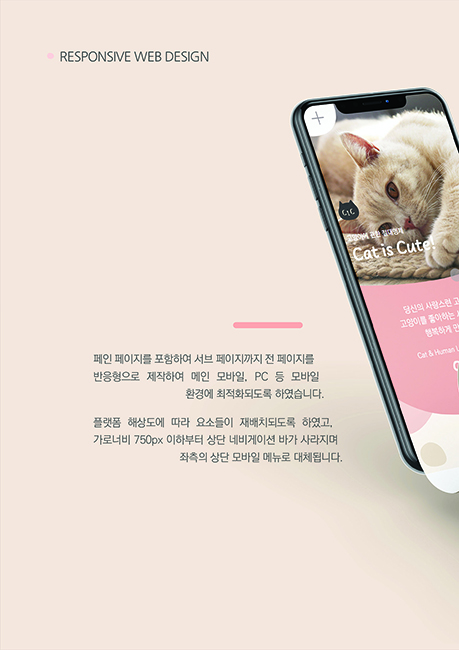 RESPONSIVE WEB DESIGN
CLC
Cat is Cute!
당신의 사랑스런 고
고양이를 좋아하는 사
행복하게 만
Cat & Human L
페인 페이지를 포함하여 서브 페이지까지 전 페이지를
반응형으로 제작하여 메인 모바일, PC 등 모바일
환경에 최적화되도록 하였습니다.
플랫폼 해상도에 따라 요소들이 재배치되도록 하였고,
가로너비 750px 이하부터 상단 네비게이션 바가 사라지며
좌측의 상단 모바일 메뉴로 대체됩니다.